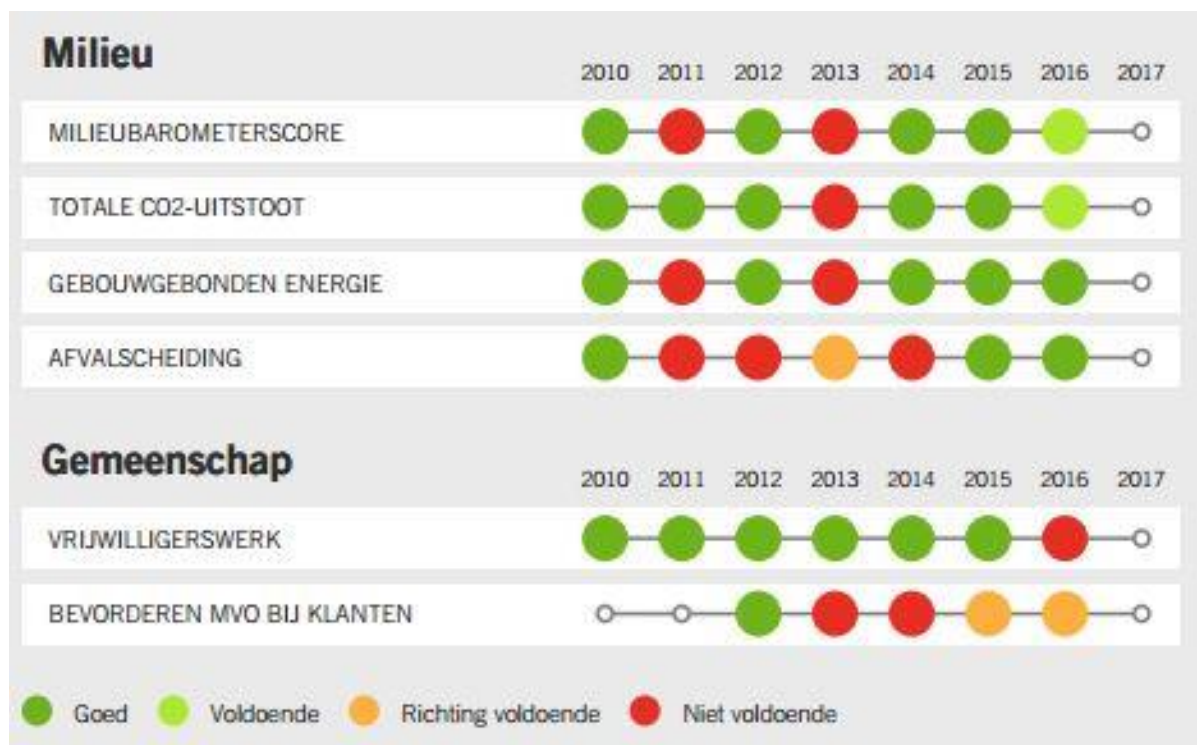 Milieu
2010 2011 2012 2013 2014 2015 2016 2017
MILIEUBAROMETERSCORE
TOTALE CO2-UITSTOOT
GEBOUWGEBONDEN ENERGIE
AFVALSCHEIDING
Gemeenschap
2010 2011 2012 2013 2014 2015 2016 2017
VRIJWILLIGERSWERK
BEVORDEREN MVO BIJ KLANTEN
Goed Voldoende Richting voldoende Niet voldoende